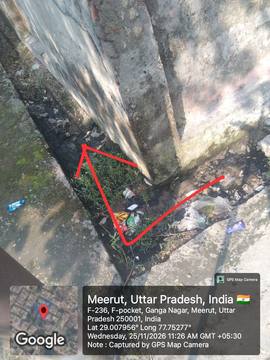 GPS Map Camera
Meerut, Uttar Pradesh, India 🇮🇳
F-236, F-pocket, Ganga Nagar, Meerut, Uttar
Pradesh 250001, India
Lat 29.007956° Long 77.75277°
Wednesday, 25/11/2026 11:26 AM GMT +05:30
Note : Captured by GPS Map Camera
Google